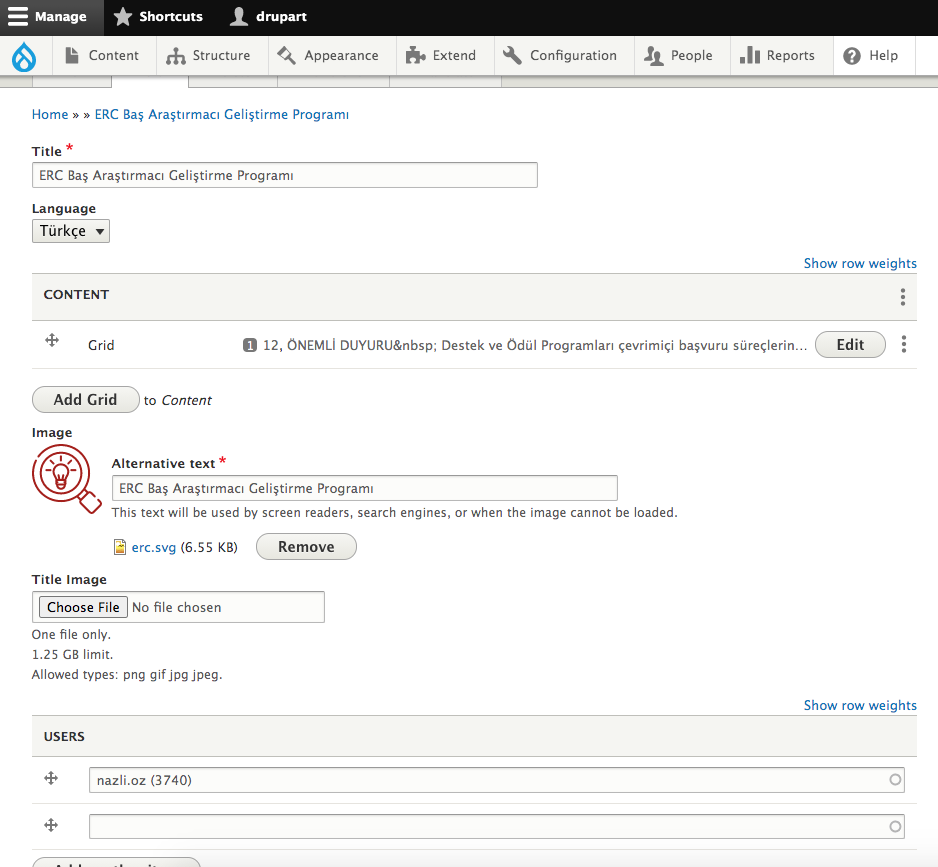 Manage Shortcuts drupart
Content Structure Appearance Extend Configuration People Reports Help
Home » » ERC Baş Araştırmacı Geliştirme Programı
Title *
ERC Baş Araştırmacı Geliştirme Programı
Language
Türkçe
Show row weights
CONTENT
Grid 1 12, ÖNEMLİ DUYURU&nbsp; Destek ve Ödül Programları çevrimiçi başvuru süreçlerin... Edit
Add Grid to Content
Image
Alternative text *
ERC Baş Araştırmacı Geliştirme Programı
This text will be used by screen readers, search engines, or when the image cannot be loaded.
erc.svg (6.55 KB) Remove
Title Image
Choose File No file chosen
One file only.
1.25 GB limit.
Allowed types: png gif jpg jpeg.
Show row weights
USERS
nazli.oz (3740)